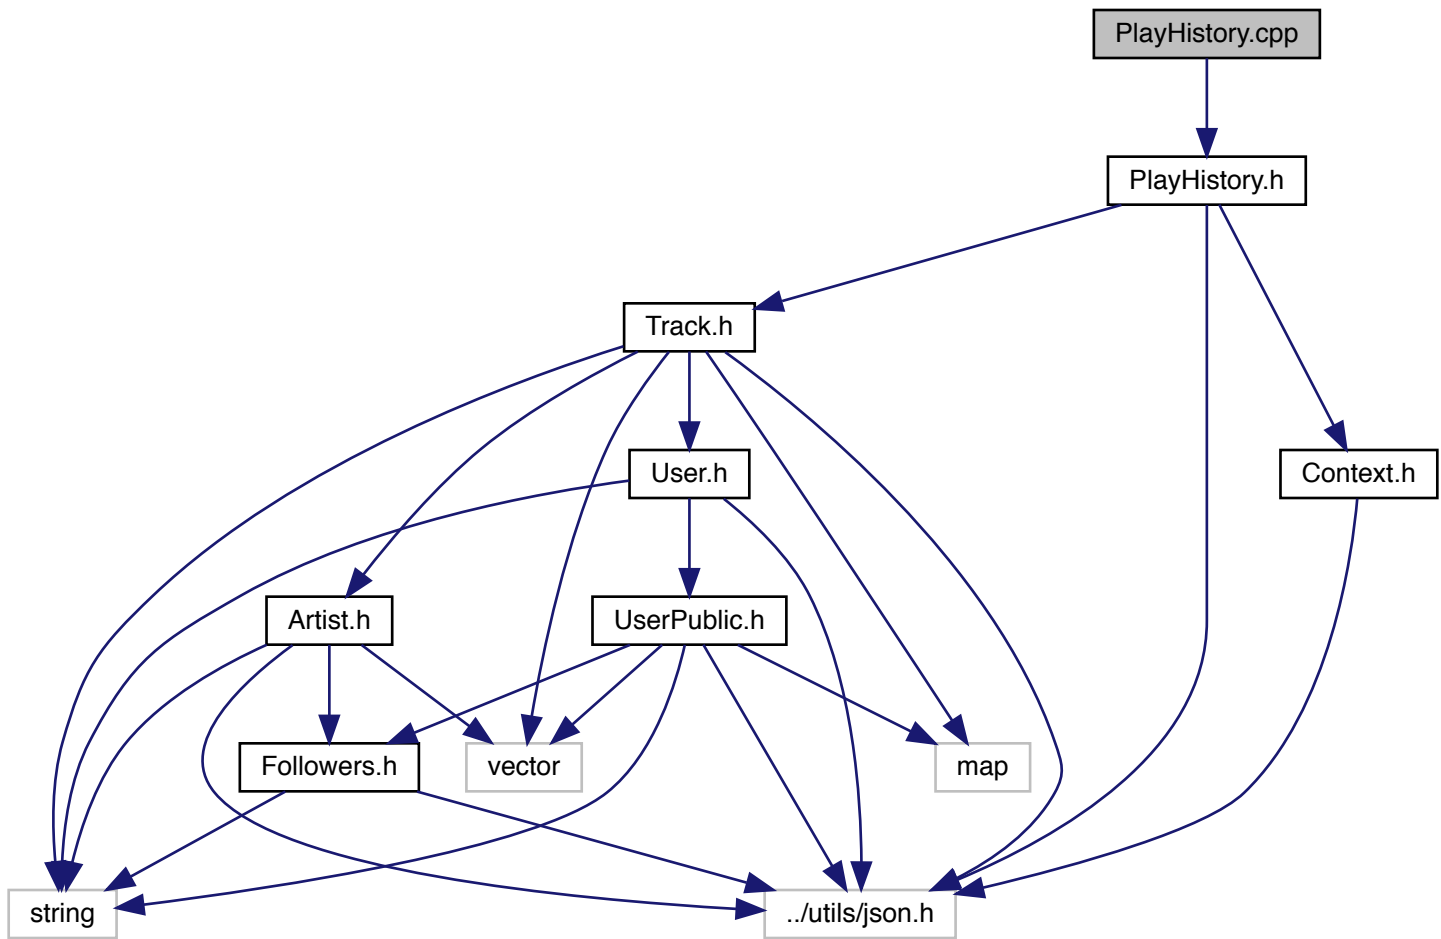 PlayHistory.cpp
PlayHistory.h
Track.h
User.h
Context.h
Artist.h
UserPublic.h
Followers.h
vector
map
string
../utils/json.h